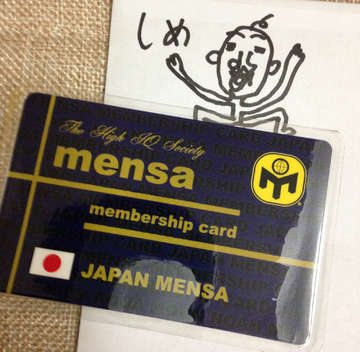 しめ
The High IQ Society
mensa
membership card
JAPAN MENSA